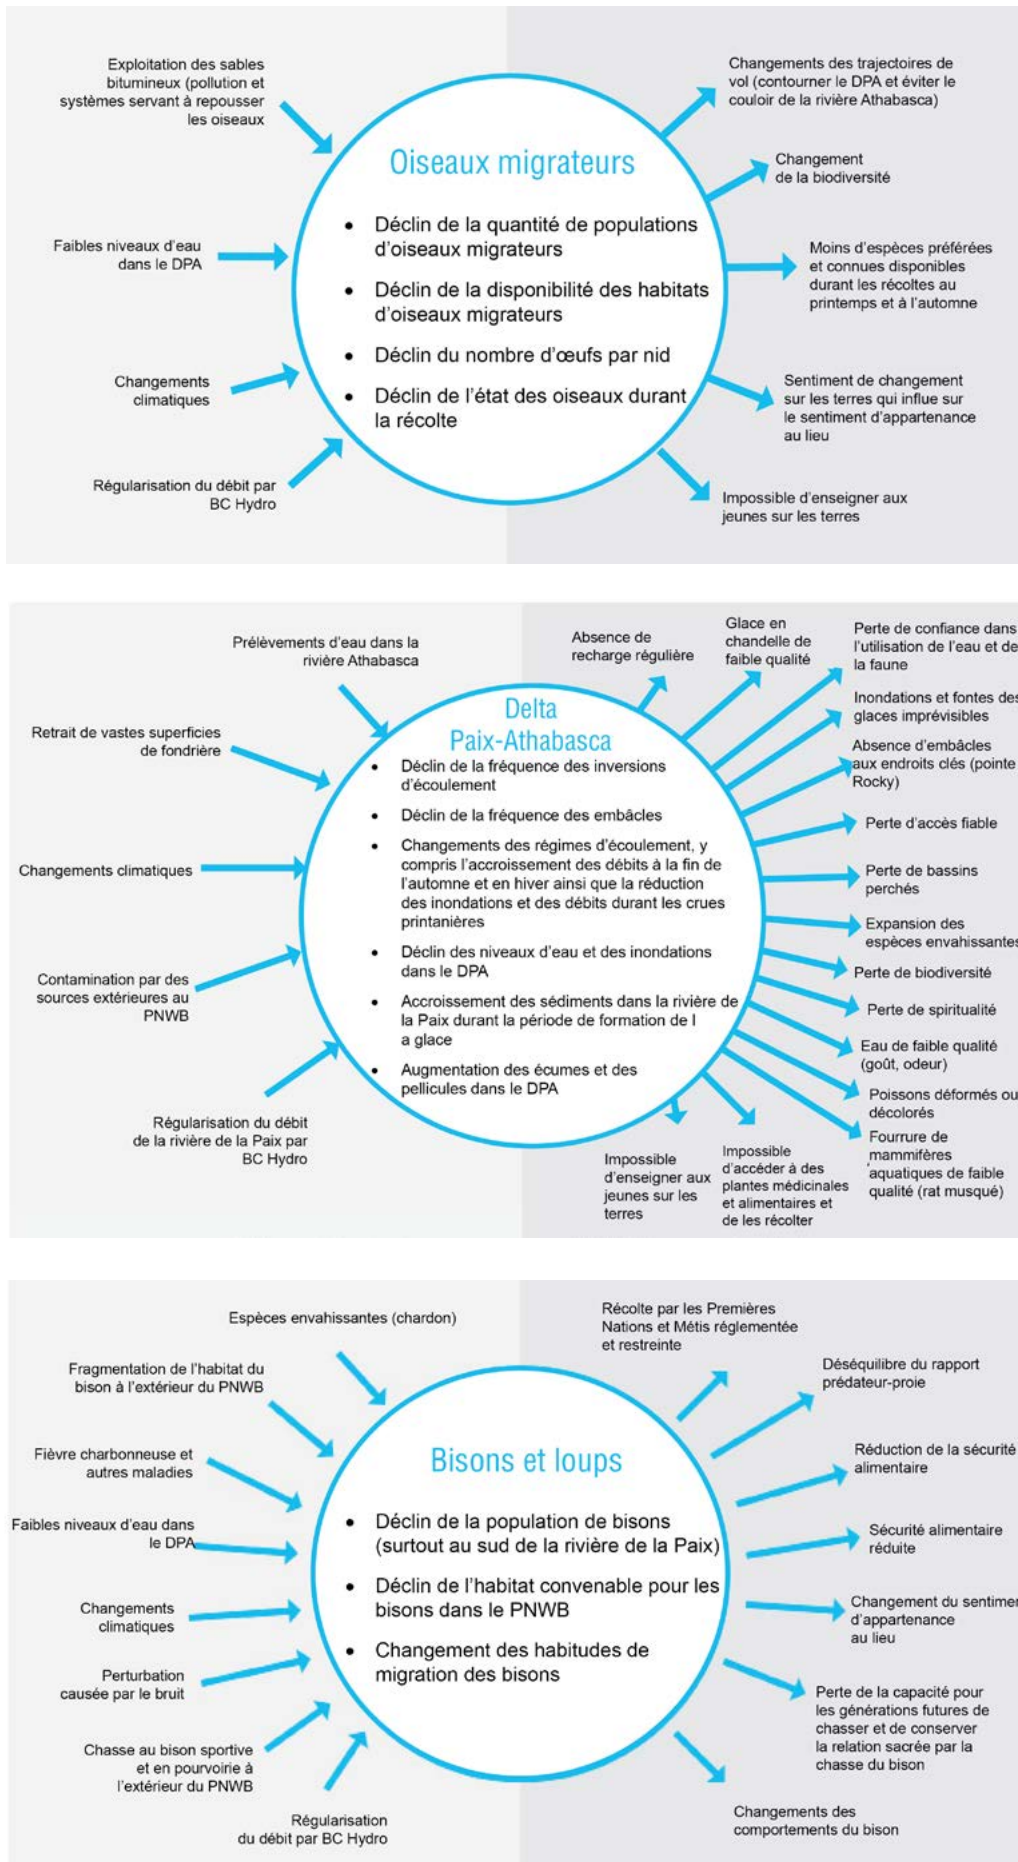 Exploitation des sables
bitumineux (pollution et
systèmes servant à repousser
les oiseaux
Faibles niveaux d'eau
dans le DPA
Changements
climatiques
Régularisation du débit par
BC Hydro
Oiseaux migrateurs
• Déclin de la quantité de populations
d'oiseaux migrateurs
• Déclin de la disponibilité des habitats
d'oiseaux migrateurs
• Déclin du nombre d'œufs par nid
• Déclin de l'état des oiseaux durant
la récolte
Changements des trajectoires de
vol (contourner le DPA et éviter le
couloir de la rivière Athabasca)
Changement
de la biodiversité
Moins d'espèces préférées
et connues disponibles
durant les récoltes au
printemps et à l'automne
Sentiment de changement
sur les terres qui influe sur
le sentiment d'appartenance
au lieu
Impossible d'enseigner aux
jeunes sur les terres
Prélèvements d'eau dans la
rivière Athabasca
Retrait de vastes superficies
de fondrière
Changements climatiques
Contamination par des
sources extérieures au
PNWB
Régularisation du débit
de la rivière de la Paix par
BC Hydro
Delta
Paix-Athabasca
• Déclin de la fréquence des inversions
d'écoulement
• Déclin de la fréquence des embâcles
• Changements des régimes d'écoulement, y
compris l'accroissement des débits à la fin de
l'automne et en hiver ainsi que la réduction
des inondations et des débits durant les crues
printanières
• Déclin des niveaux d'eau et des inondations
dans le DPA
• Accroissement des sédiments dans la rivière de
la Paix durant la période de formation de l
a glace
• Augmentation des écumes et des
pellicules dans le DPA
Absence de
recharge régulière
Glace en
chandelle de
faible qualité
Perte de confiance dans
l'utilisation de l'eau et de
la faune
Inondations et fontes des
glaces imprévisibles
Absence d'embâcles
aux endroits clés (pointe
Rocky)
Perte d'accès fiable
Perte de bassins
perchés
Expansion des
espèces envahissantes
Perte de biodiversité
Perte de spiritualité
Eau de faible qualité
(goût, odeur)
Poissons déformés ou
décolorés
Fourrure de
mammifères
aquatiques de faible
qualité (rat musqué)
Impossible
d'accéder à des
plantes médicinales
et alimentaires et
de les récolter
Impossible
d'enseigner aux
jeunes sur les
terres
Espèces envahissantes (chardon)
Fragmentation de l'habitat du
bison à l'extérieur du PNWB
Fièvre charbonneuse et
autres maladies
Faibles niveaux d'eau dans
le DPA
Changements
climatiques
Perturbation
causée par le bruit
Chasse au bison sportive
et en pourvoirie à
l'extérieur du PNWB
Régularisation
du débit par BC Hydro
Bisons et loups
• Déclin de la population de bisons
(surtout au sud de la rivière de la Paix)
• Déclin de l'habitat convenable pour les
bisons dans le PNWB
• Changement des habitudes de
migration des bisons
Récolte par les Premières
Nations et Métis réglementée
et restreinte
Déséquilibre du rapport
prédateur-proie
Réduction de la sécurité
alimentaire
Sécurité alimentaire
réduite
Changement du sentimen
d'appartenance
au lieu
Perte de la capacité pour
les générations futures de
chasser et de conserver
la relation sacrée par la
chasse du bison
Changements des
comportements du bison